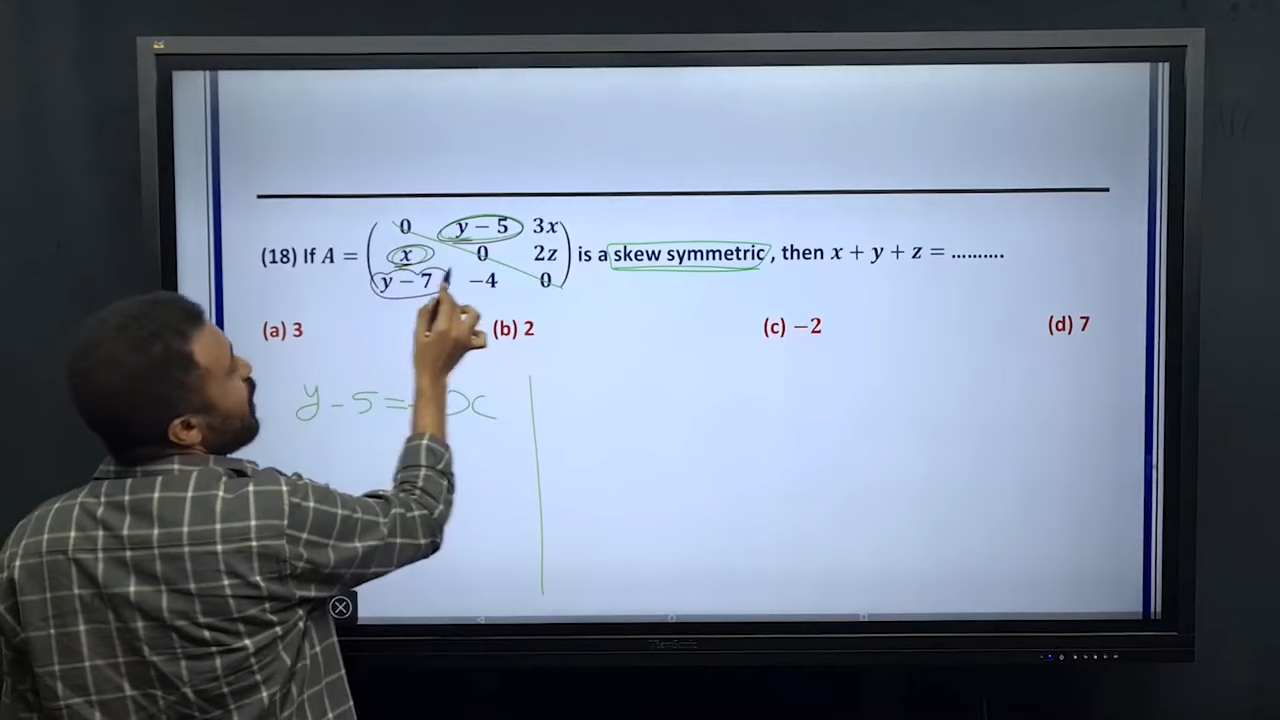 (18) If A = ( 0 y − 5 3x
x 0 2z
y − 7 −4 0 ) is a skew symmetric, then x + y + z = ..........
(a) 3 (b) 2 (c) −2 (d) 7
y - 5 = - x
ViewSonic